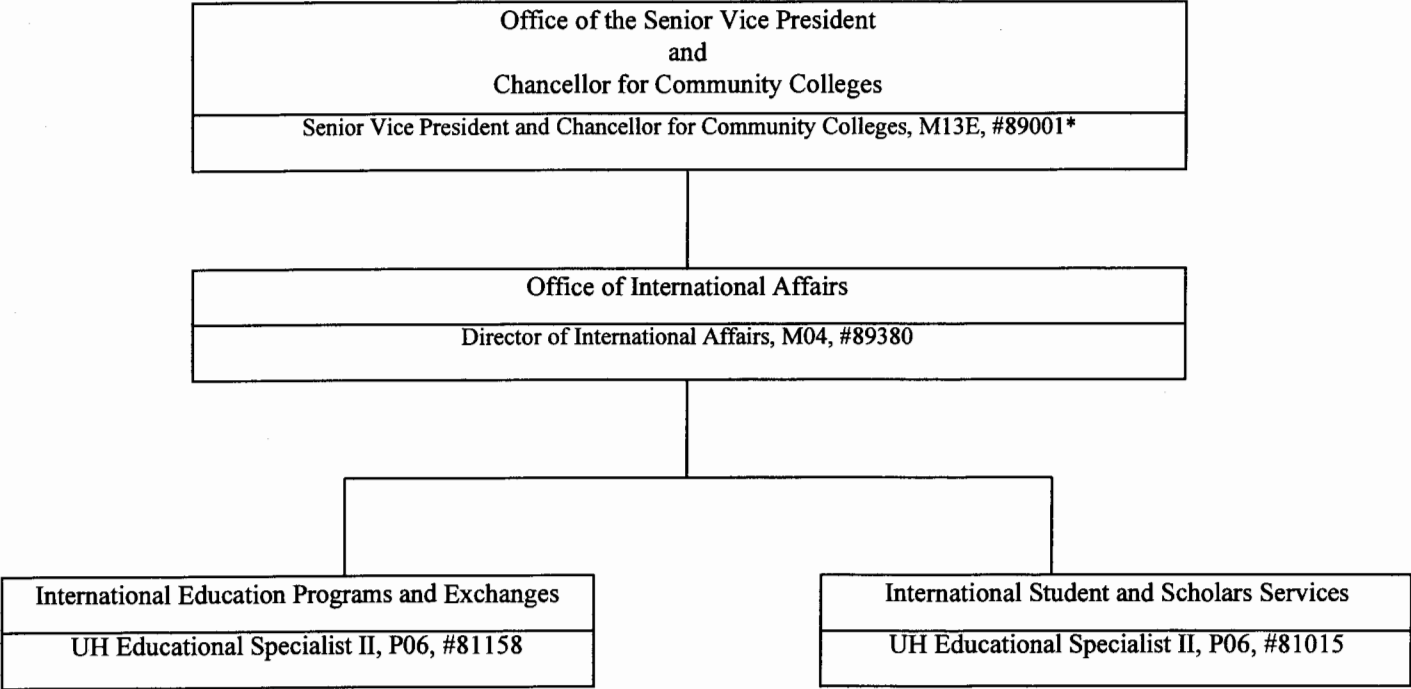 Office of the Senior Vice President
and
Chancellor for Community Colleges
Senior Vice President and Chancellor for Community Colleges, M13E, #89001*
Office of International Affairs
Director of International Affairs, M04, #89380
International Education Programs and Exchanges
UH Educational Specialist II, P06, #81158
International Student and Scholars Services
UH Educational Specialist II, P06, #81015